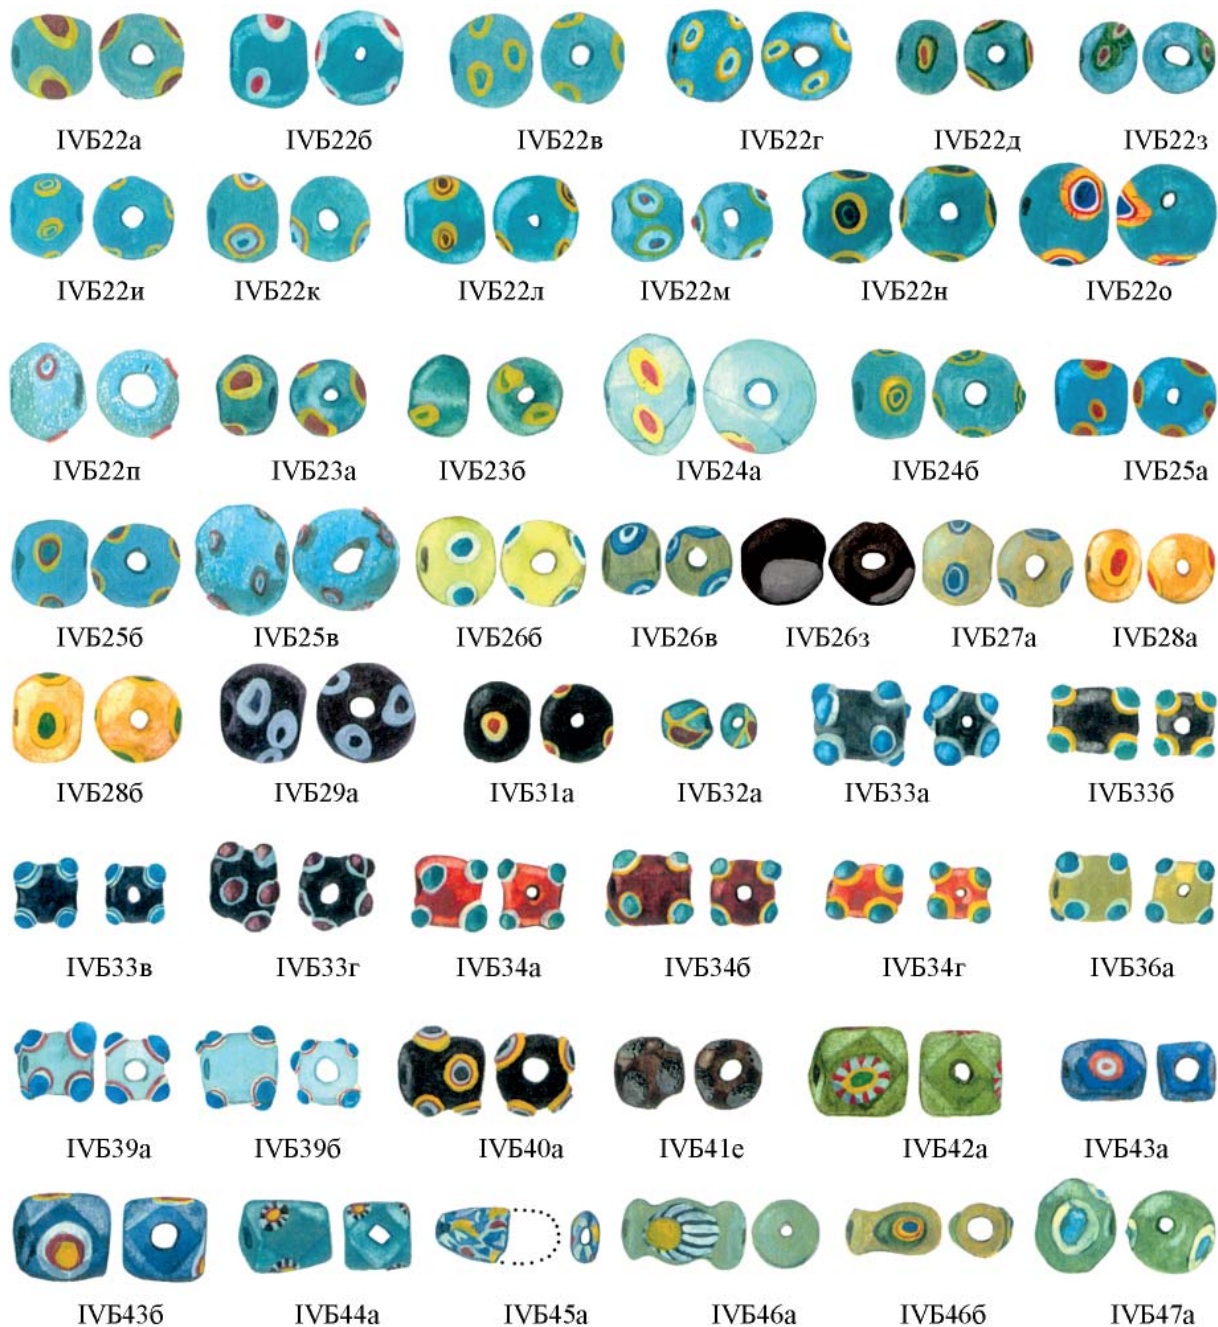 IVБ22а IVБ22б IVБ22в IVБ22г IVБ22д IVБ22з
IVБ22и IVБ22к IVБ22л IVБ22м IVБ22н IVБ22о
IVБ22п IVБ23а IVБ23б IVБ24а IVБ24б IVБ25а
IVБ25б IVБ25в IVБ26б IVБ26в IVБ26з IVБ27а IVБ28а
IVБ28б IVБ29а IVБ31а IVБ32а IVБ33а IVБ33б
IVБ33в IVБ33г IVБ34а IVБ34б IVБ34г IVБ36а
IVБ39а IVБ39б IVБ40а IVБ41е IVБ42а IVБ43а
IVБ43б IVБ44а IVБ45а IVБ46а IVБ46б IVБ47а